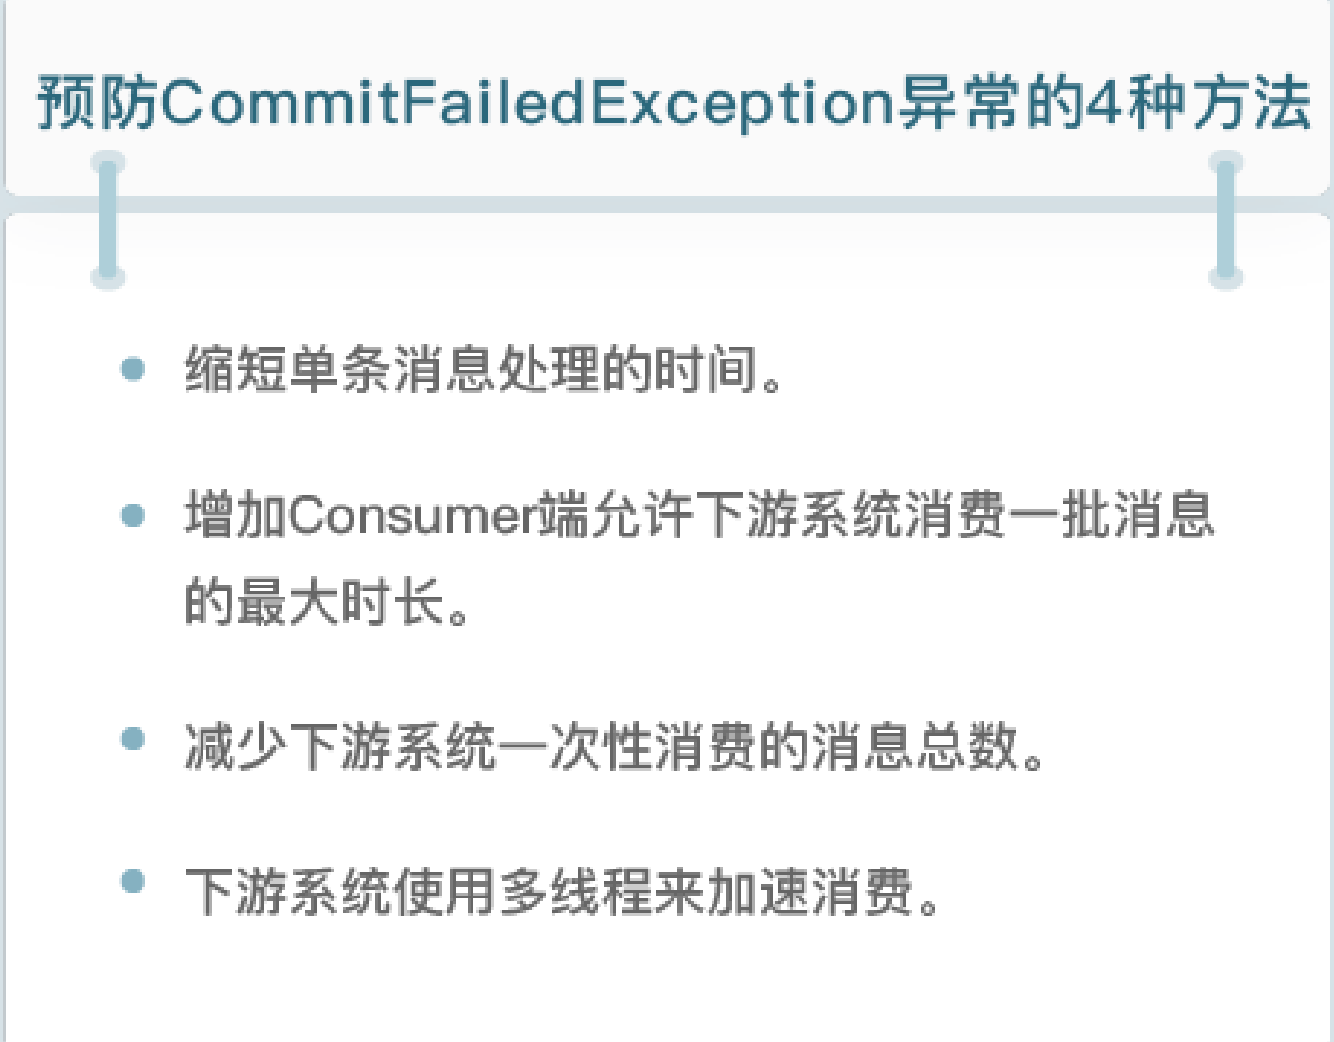 预防CommitFailedException异常的4种方法
缩短单条消息处理的时间。
增加Consumer端允许下游系统消费一批消息
的最大时长。
减少下游系统一次性消费的消息总数。
下游系统使用多线程来加速消费。